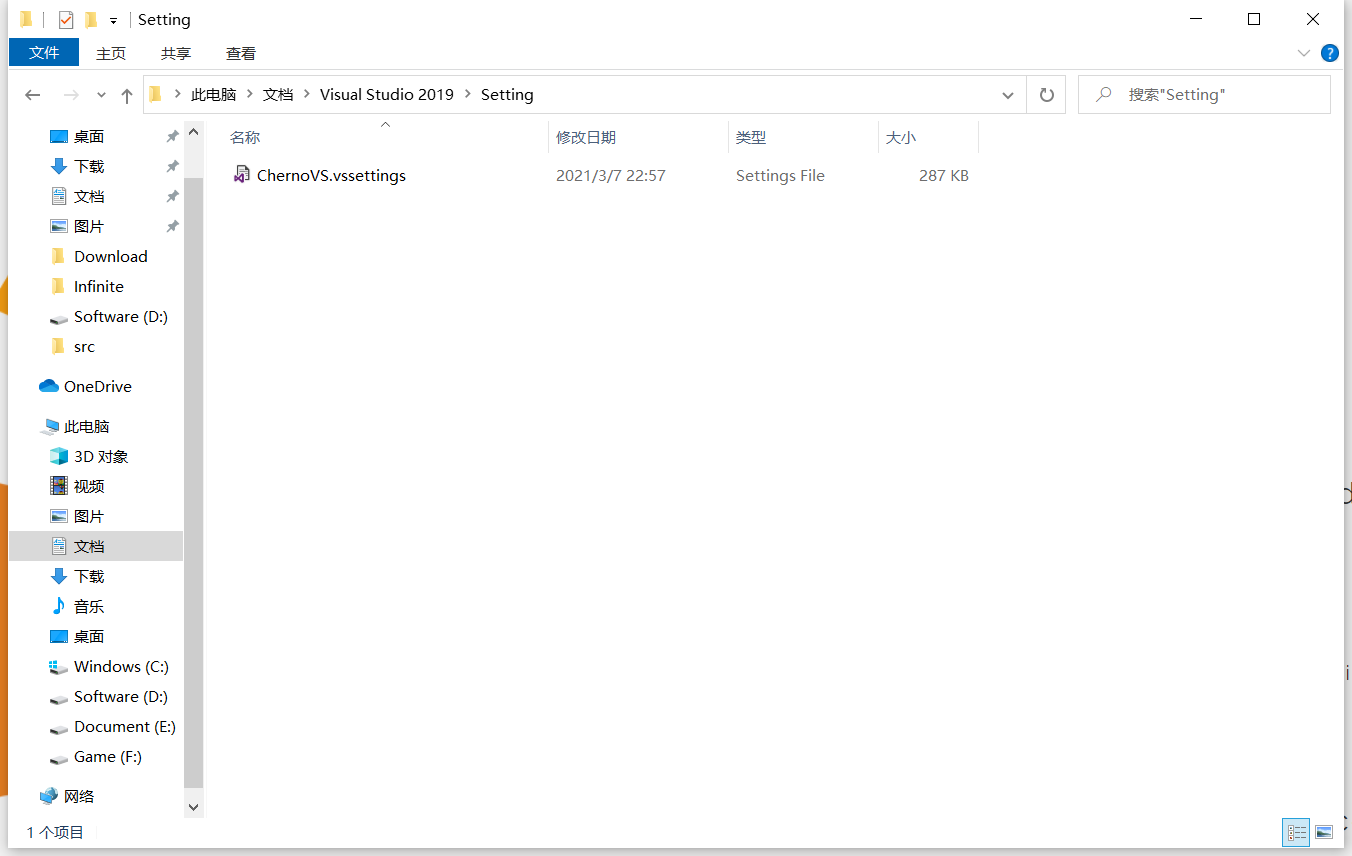 Setting
文件 主页 共享 查看
此电脑 文档 Visual Studio 2019 Setting 搜索"Setting"
名称 修改日期 类型 大小
ChernoVS.vssettings 2021/3/7 22:57 Settings File 287 KB
桌面
下载
文档
图片
Download
Infinite
Software (D:)
src
OneDrive
此电脑
3D 对象
视频
图片
文档
下载
音乐
桌面
Windows (C:)
Software (D:)
Document (E:)
Game (F:)
网络
1 个项目